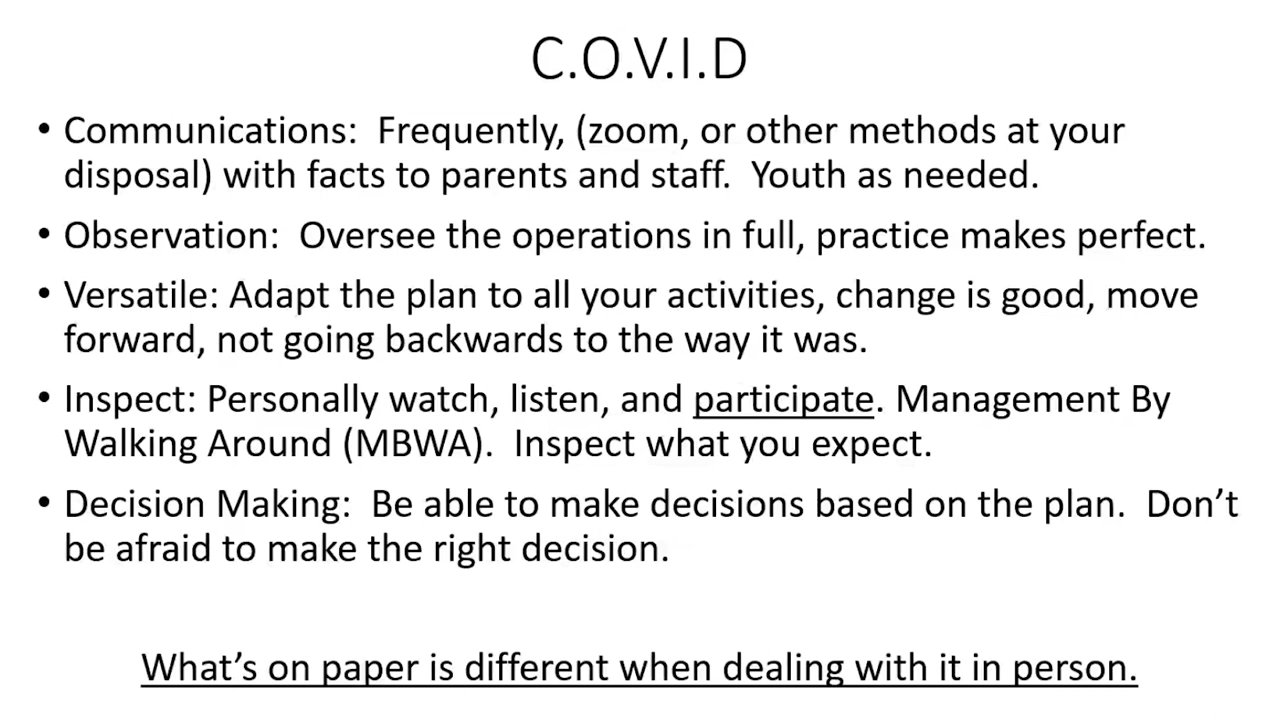 C.O.V.I.D
• Communications:  Frequently, (zoom, or other methods at your
disposal) with facts to parents and staff.  Youth as needed.
• Observation:  Oversee the operations in full, practice makes perfect.
• Versatile: Adapt the plan to all your activities, change is good, move
forward, not going backwards to the way it was.
• Inspect: Personally watch, listen, and participate. Management By
Walking Around (MBWA).  Inspect what you expect.
• Decision Making:  Be able to make decisions based on the plan.  Don’t
be afraid to make the right decision.
What’s on paper is different when dealing with it in person.